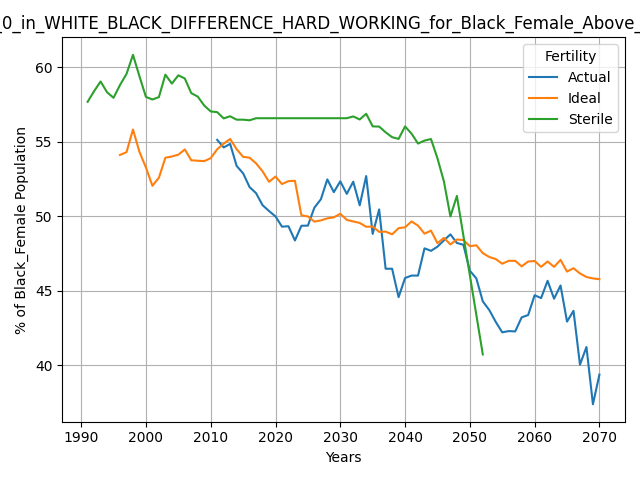 _0_in_WHITE_BLACK_DIFFERENCE_HARD_WORKING_for_Black_Female_Above_
Fertility
Actual
Ideal
Sterile
% of Black_Female Population
60
55
50
45
40
1990
2000
2010
2020
2030
2040
2050
2060
2070
Years